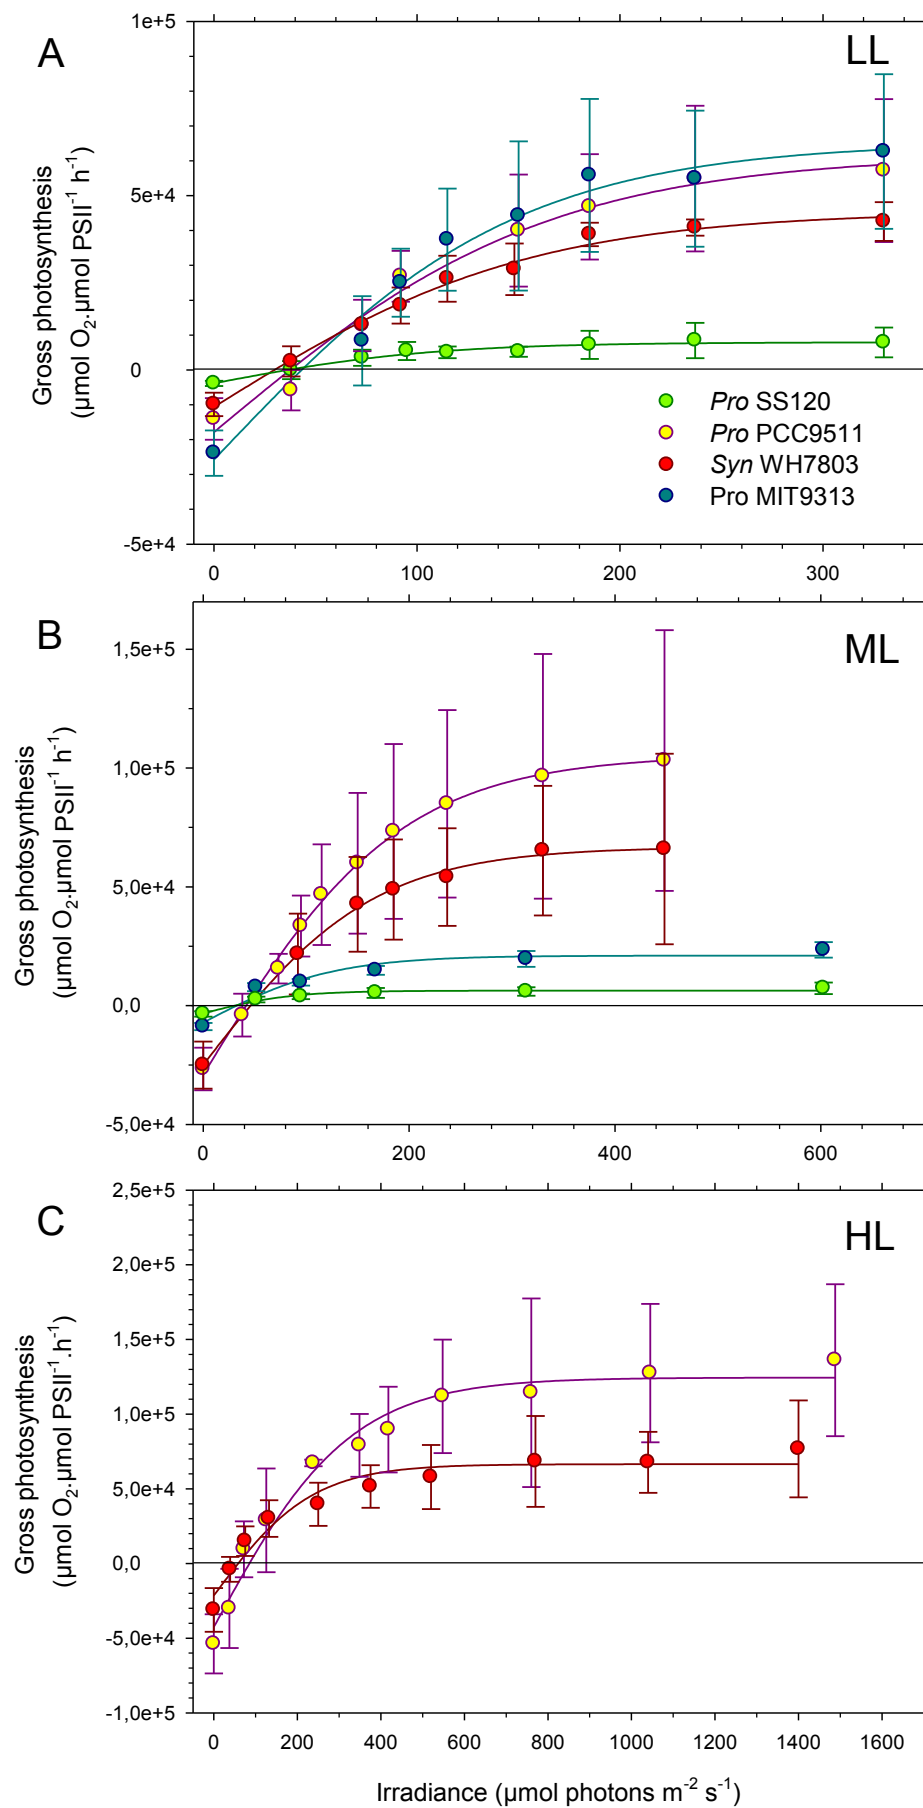 A
LL
1e+5
5e+4
0
-5e+4
Gross photosynthesis
(µmol O₂.µmol PSII⁻¹ h⁻¹)
Pro SS120
Pro PCC9511
Syn WH7803
Pro MIT9313
0 100 200 300
B
ML
1,5e+5
1,0e+5
5,0e+4
0,0
-5,0e+4
Gross photosynthesis
(µmol O₂.µmol PSII⁻¹ h⁻¹)
0 200 400 600
C
HL
2,5e+5
2,0e+5
1,5e+5
1,0e+5
5,0e+4
0,0
-5,0e+4
-1,0e+5
Gross photosynthesis
(µmol O₂.µmol PSII⁻¹.h⁻¹)
0 200 400 600 800 1000 1200 1400 1600
Irradiance (µmol photons m⁻² s⁻¹)